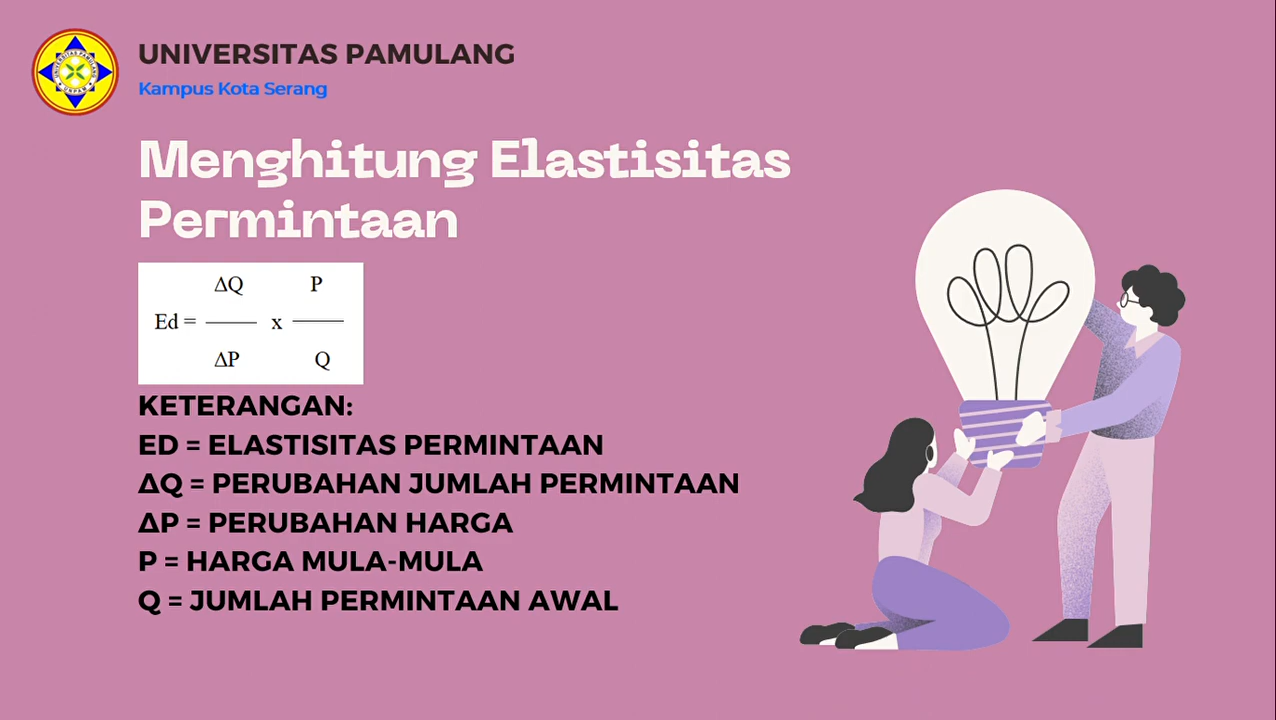 UNIVERSITAS PAMULANG
Kampus Kota Serang
Menghitung Elastisitas
Permintaan
ΔQ P
Ed = ——— x ———
ΔP Q
KETERANGAN:
ED = ELASTISITAS PERMINTAAN
ΔQ = PERUBAHAN JUMLAH PERMINTAAN
ΔP = PERUBAHAN HARGA
P = HARGA MULA-MULA
Q = JUMLAH PERMINTAAN AWAL